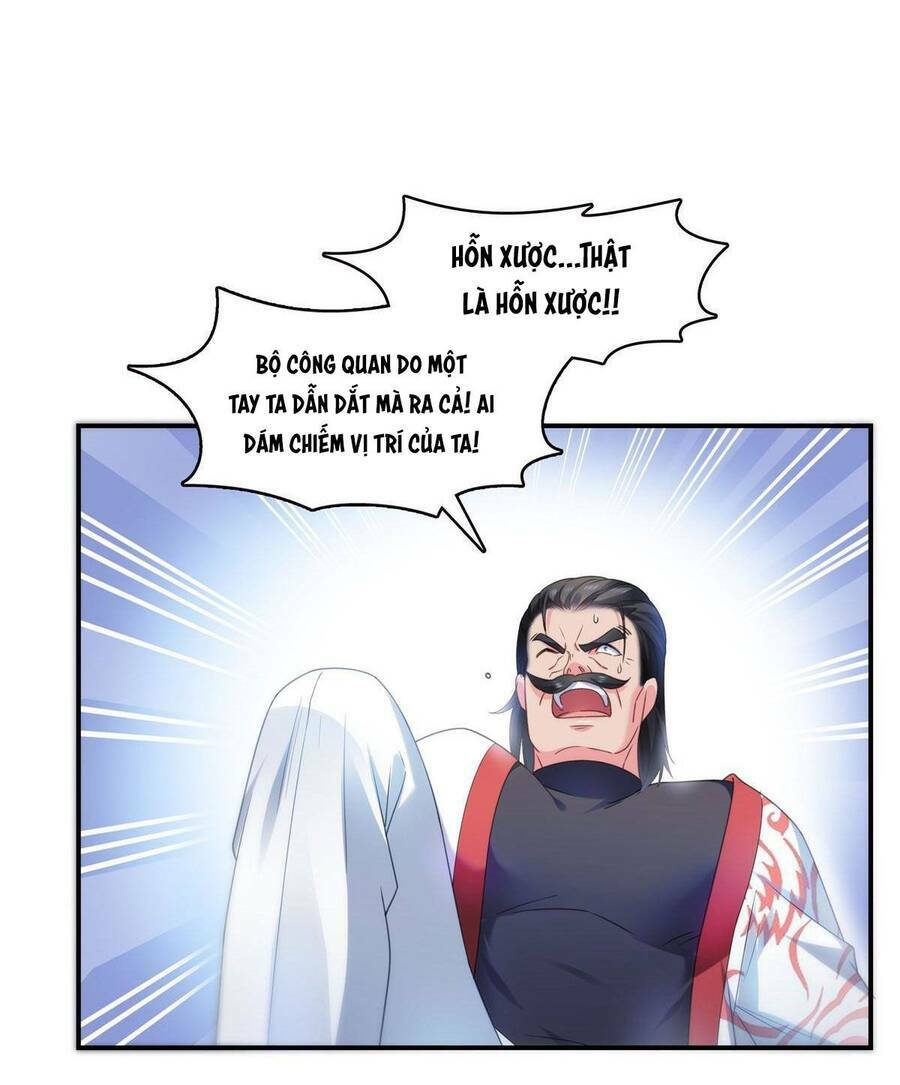 HỖN XƯỢC...THẬT
LÀ HỖN XƯỢC!!
BỘ CÔNG QUAN DO MỘT
TAY TA DẪN DẮT MÀ RA CẢ! AI
DÁM CHIẾM VỊ TRÍ CỦA TA!